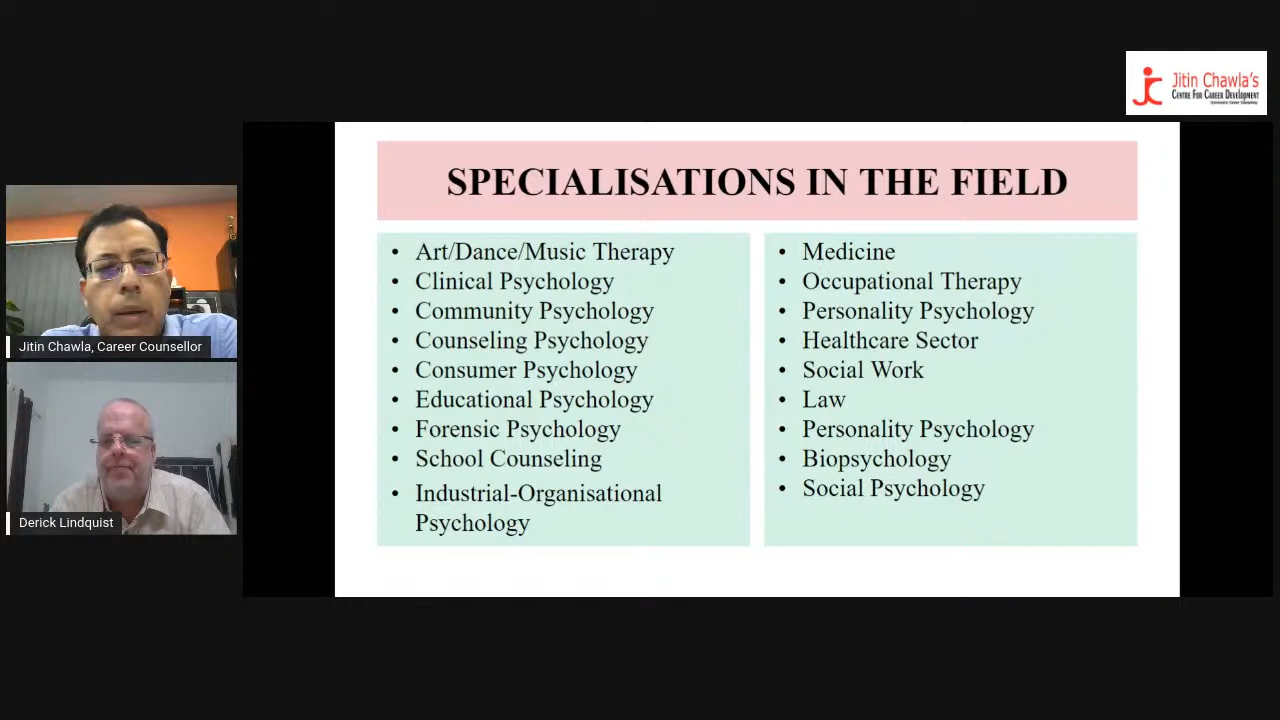 Jitin Chawla's
CENTRE FOR CAREER DEVELOPMENT
SPECIALISATIONS IN THE FIELD
• Art/Dance/Music Therapy
• Clinical Psychology
• Community Psychology
• Counseling Psychology
• Consumer Psychology
• Educational Psychology
• Forensic Psychology
• School Counseling
• Industrial-Organisational
Psychology
• Medicine
• Occupational Therapy
• Personality Psychology
• Healthcare Sector
• Social Work
• Law
• Personality Psychology
• Biopsychology
• Social Psychology
Jitin Chawla, Career Counsellor
Derick Lindquist